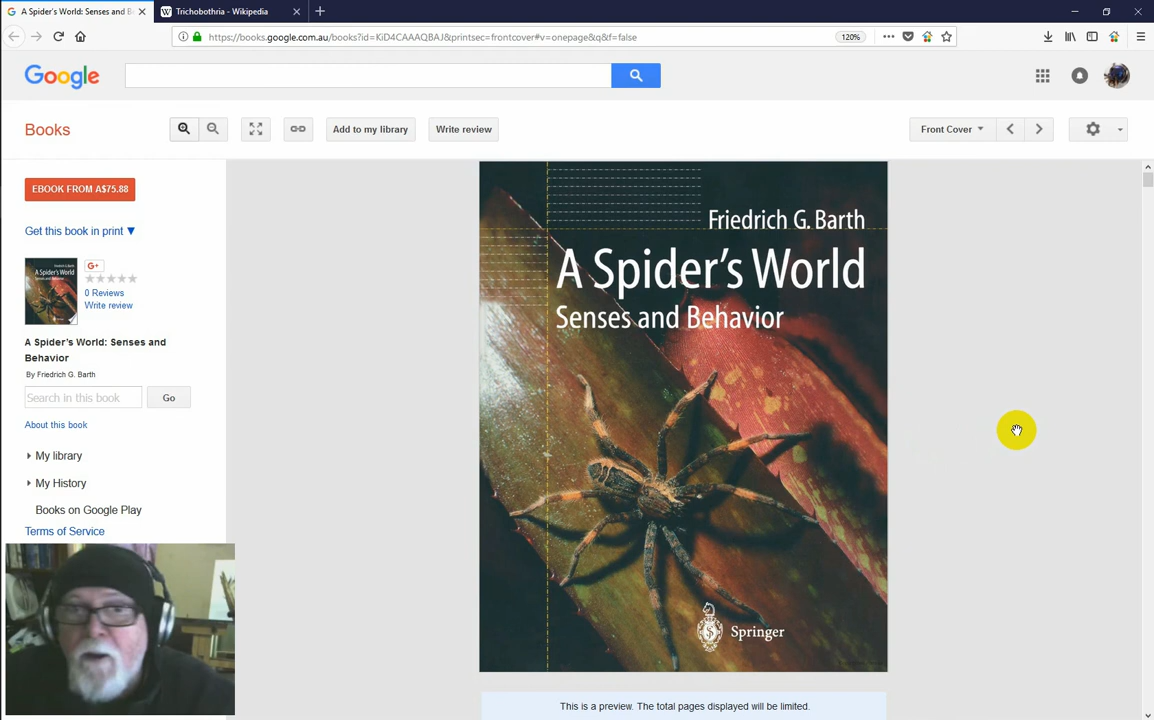 A Spider's World: Senses and B
Trichobothria - Wikipedia
https://books.google.com.au/books?id=KiD4CAAAQBAJ&printsec=frontcover#v=onepage&q&f=false
120%
Google
Books
Add to my library
Write review
Front Cover
EBOOK FROM A$75.88
Get this book in print ▼
G+
0 Reviews
Write review
A Spider's World: Senses and
Behavior
By Friedrich G. Barth
Search in this book
Go
About this book
My library
My History
Books on Google Play
Terms of Service
Friedrich G. Barth
A Spider's World
Senses and Behavior
Springer
This is a preview. The total pages displayed will be limited.